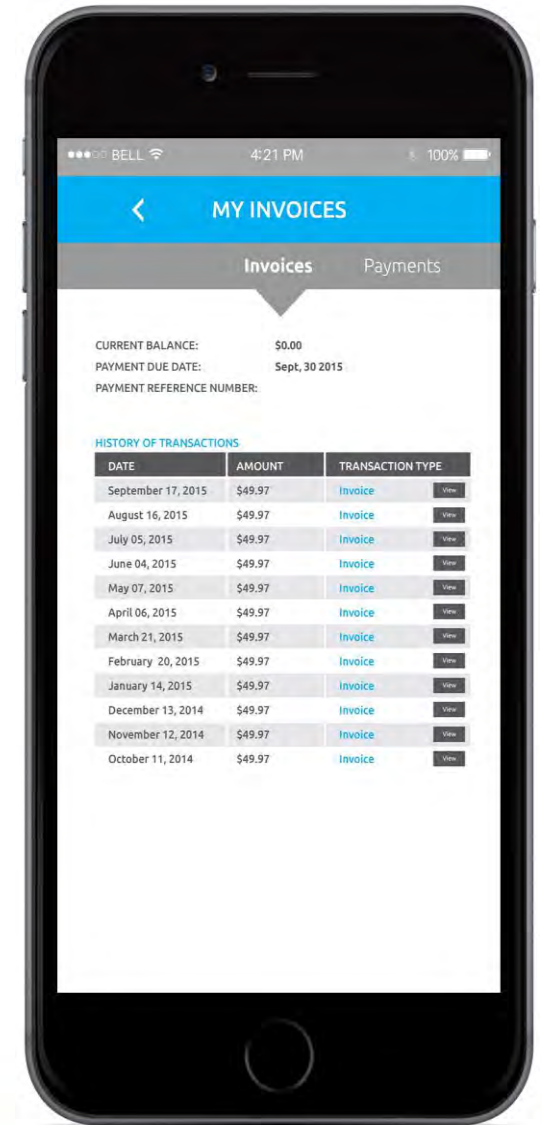 BELL 4:21 PM 100%
MY INVOICES
Invoices Payments
CURRENT BALANCE: $0.00
PAYMENT DUE DATE: Sept, 30 2015
PAYMENT REFERENCE NUMBER:
HISTORY OF TRANSACTIONS
DATE AMOUNT TRANSACTION TYPE
September 17, 2015 $49.97 Invoice View
August 16, 2015 $49.97 Invoice View
July 05, 2015 $49.97 Invoice View
June 04, 2015 $49.97 Invoice View
May 07, 2015 $49.97 Invoice View
April 06, 2015 $49.97 Invoice View
March 21, 2015 $49.97 Invoice View
February 20, 2015 $49.97 Invoice View
January 14, 2015 $49.97 Invoice View
December 13, 2014 $49.97 Invoice View
November 12, 2014 $49.97 Invoice View
October 11, 2014 $49.97 Invoice View